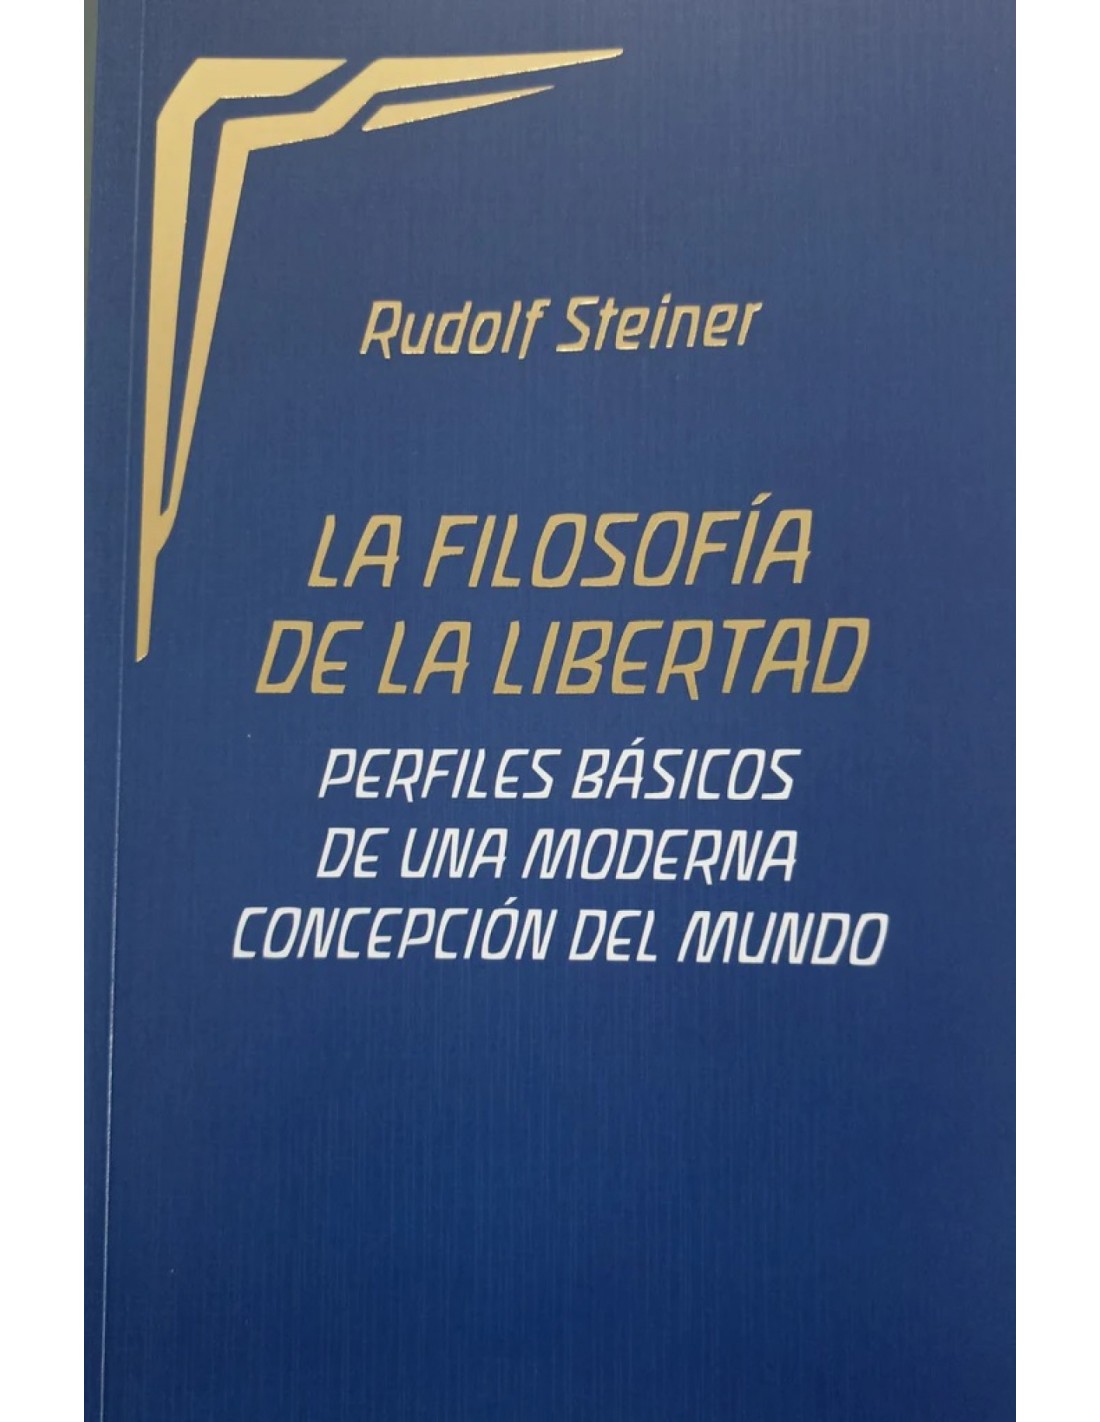 Rudolf Steiner
LA FILOSOFÍA
DE LA LIBERTAD
PERFILES BÁSICOS
DE UNA MODERNA
CONCEPCIÓN DEL MUNDO